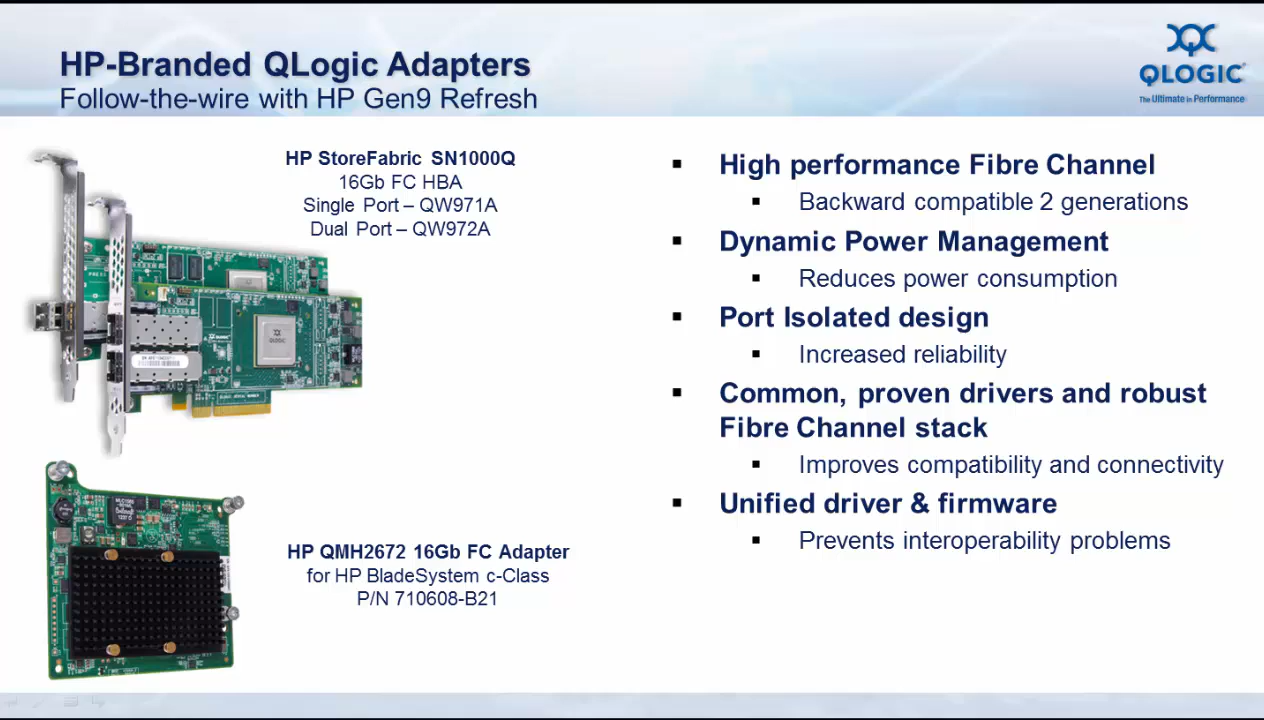 HP-Branded QLogic Adapters
Follow-the-wire with HP Gen9 Refresh
QLOGIC
The Ultimate in Performance
HP StoreFabric SN1000Q
16Gb FC HBA
Single Port – QW971A
Dual Port – QW972A
HP QMH2672 16Gb FC Adapter
for HP BladeSystem c-Class
P/N 710608-B21
▪ High performance Fibre Channel
▪ Backward compatible 2 generations
▪ Dynamic Power Management
▪ Reduces power consumption
▪ Port Isolated design
▪ Increased reliability
▪ Common, proven drivers and robust
Fibre Channel stack
▪ Improves compatibility and connectivity
▪ Unified driver & firmware
▪ Prevents interoperability problems